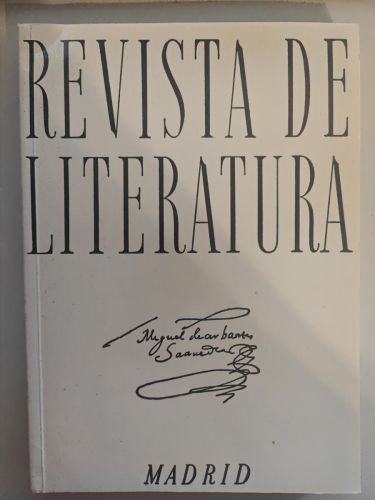 REVISTA DE
LITERATURA
Miguel de cerbantes
Saavedra
MADRID